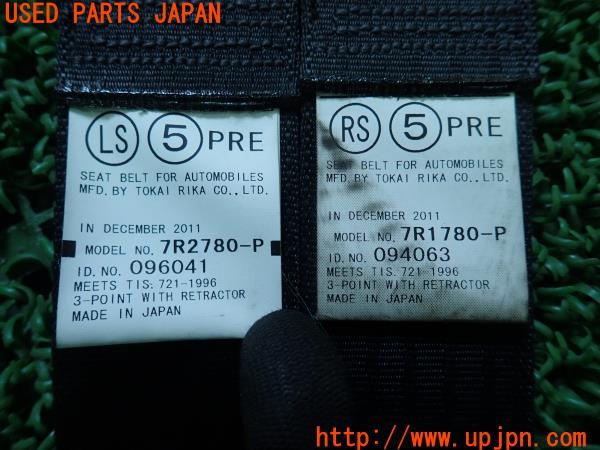 USED PARTS JAPAN
LS 5 PRE
SEAT BELT FOR AUTOMOBILES
MFD. BY TOKAI RIKA CO., LTD.
IN DECEMBER 2011
MODEL NO. 7R2780-P
ID. NO. 096041
MEETS TIS: 721-1996
3-POINT WITH RETRACTOR
MADE IN JAPAN
RS 5 PRE
SEAT BELT FOR AUTOMOBILES
MFD. BY TOKAI RIKA CO., LTD.
IN DECEMBER 2011
MODEL NO. 7R1780-P
ID. NO. 094063
MEETS TIS: 721-1996
3-POINT WITH RETRACTOR
MADE IN JAPAN
http://www.upjpn.com/